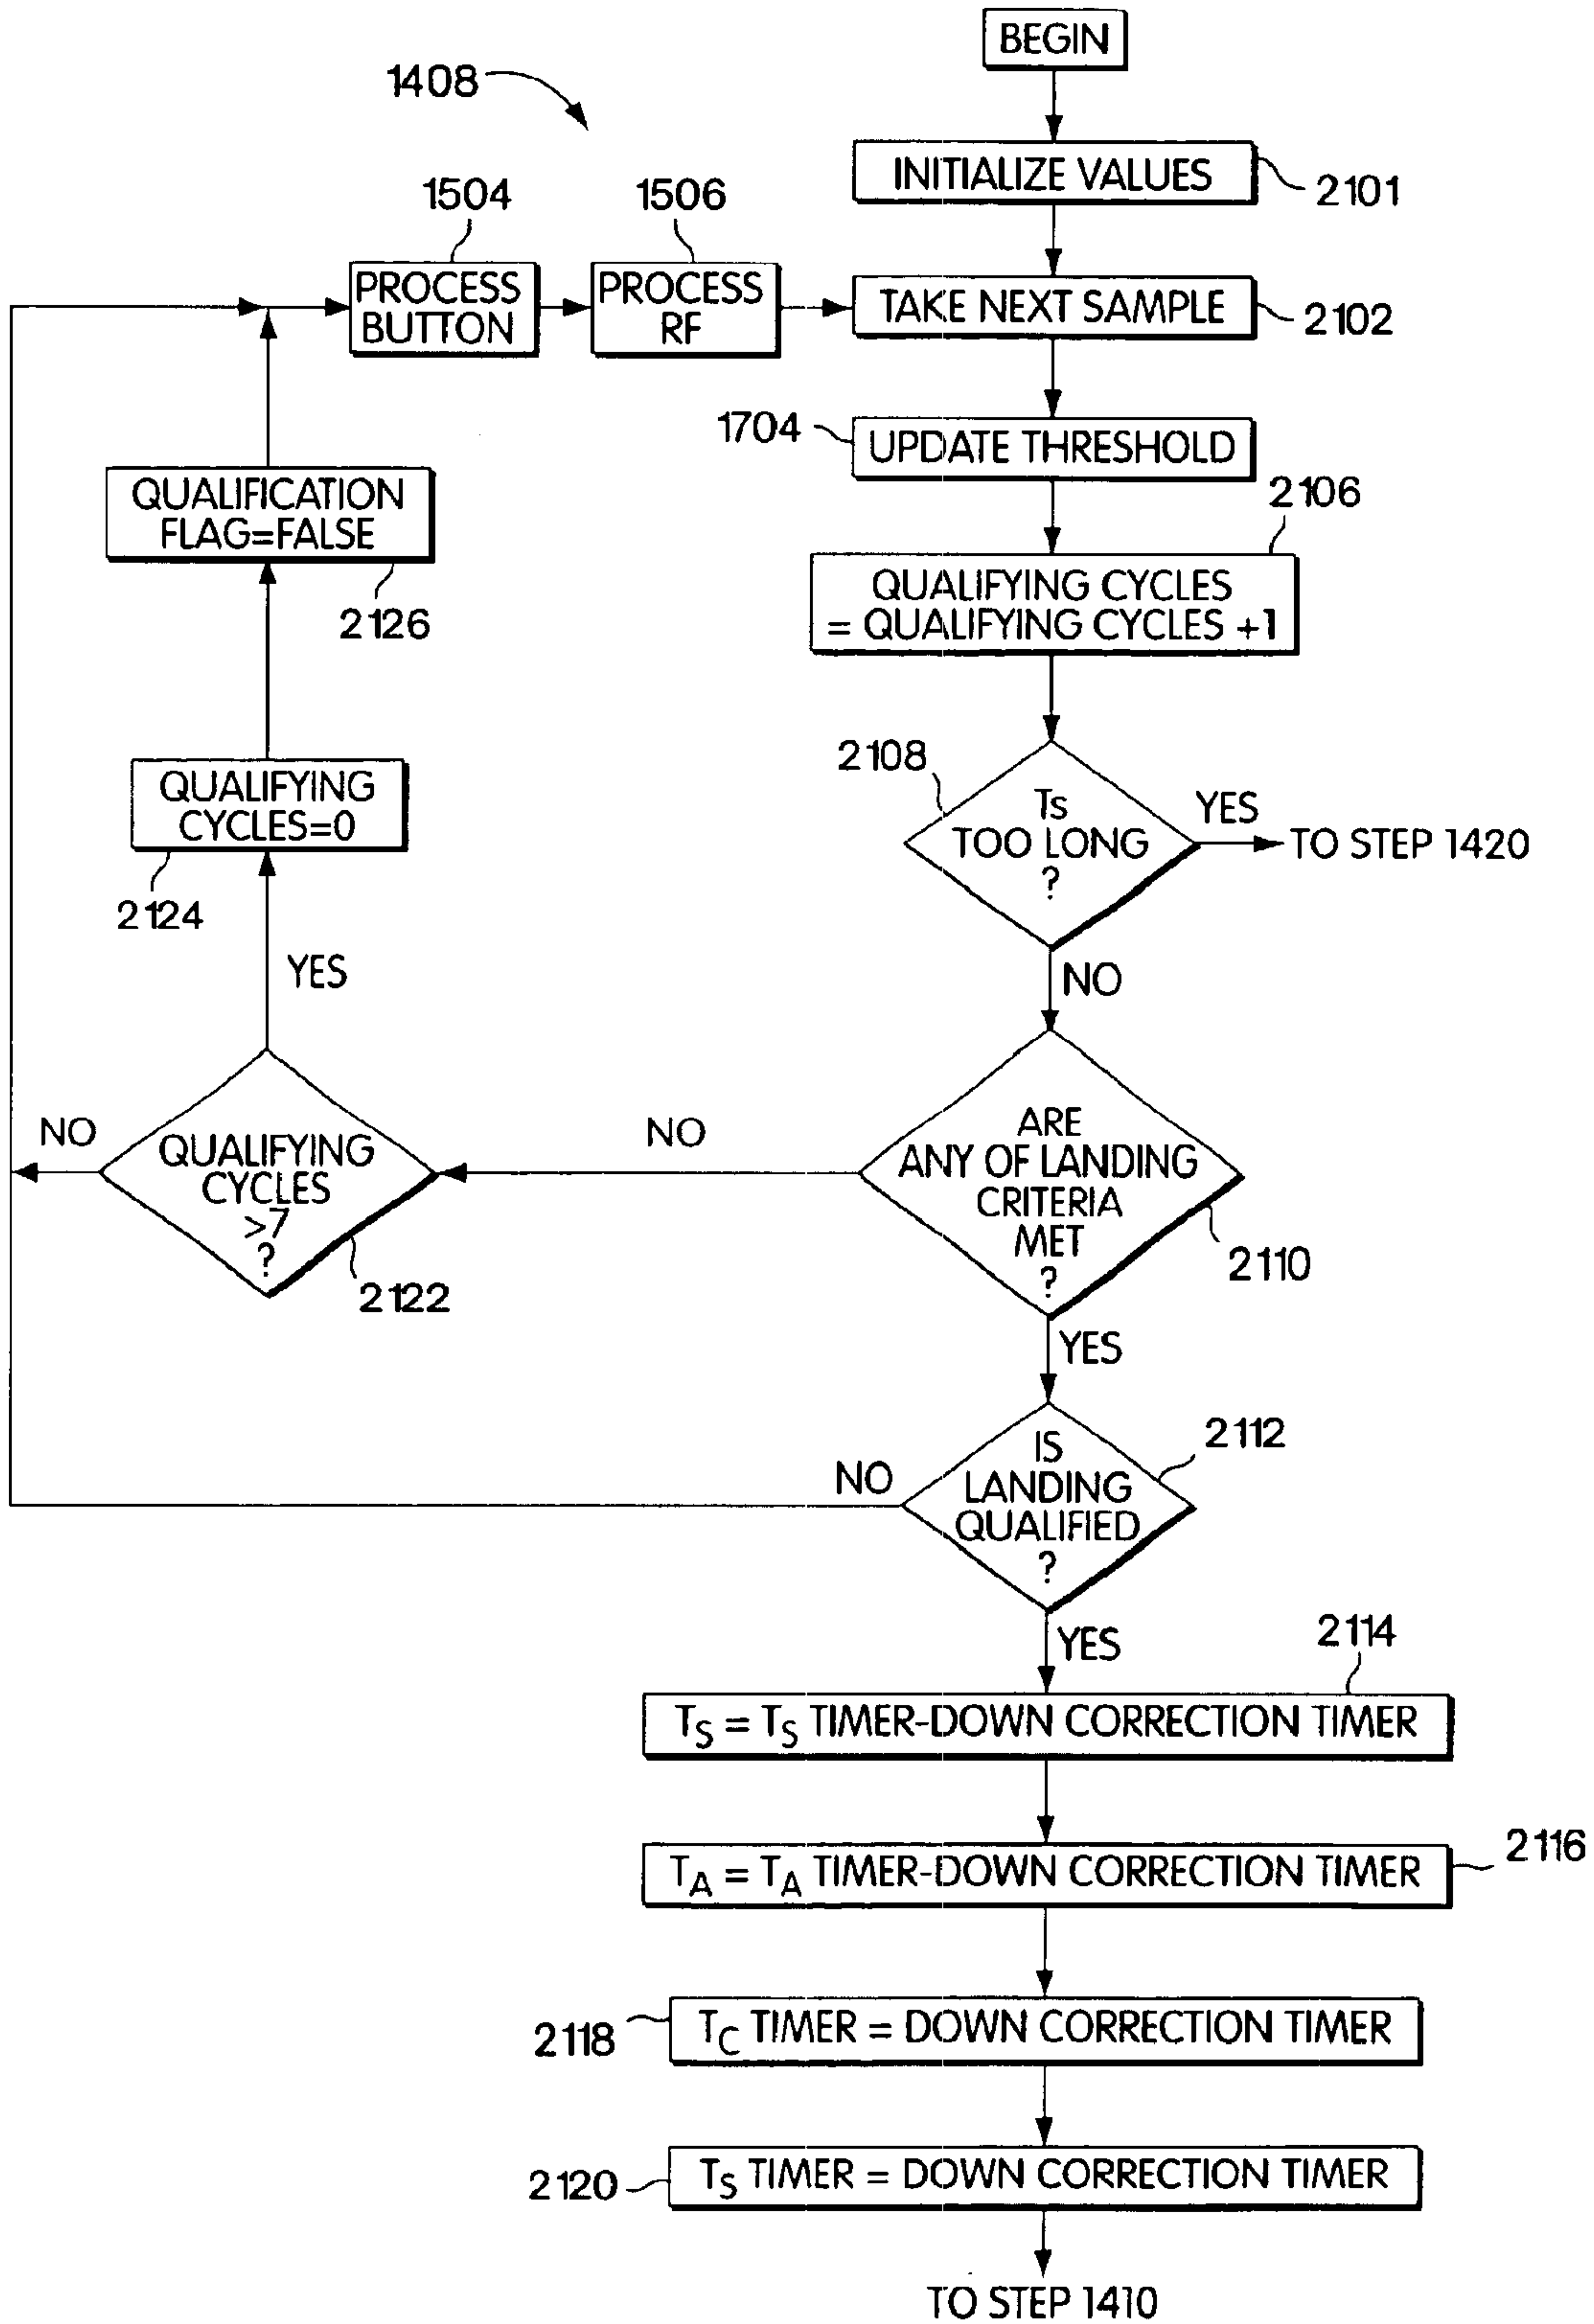 BEGIN
1408
INITIALIZE VALUES
2101
1504
1506
PROCESS
BUTTON
PROCESS
RF
TAKE NEXT SAMPLE
2102
1704
UPDATE THRESHOLD
2106
QUALIFICATION
FLAG=FALSE
2126
QUALIFYING CYCLES
= QUALIFYING CYCLES +1
2108
Ts
TOO LONG
?
YES
TO STEP 1420
QUALIFYING
CYCLES=0
2124
YES
NO
NO
QUALIFYING
CYCLES
>7
?
2122
NO
ARE
ANY OF LANDING
CRITERIA
MET
?
2110
YES
2112
NO
IS
LANDING
QUALIFIED
?
YES
2114
TS = TS TIMER-DOWN CORRECTION TIMER
2116
TA = TA TIMER-DOWN CORRECTION TIMER
2118
TC TIMER = DOWN CORRECTION TIMER
2120
TS TIMER = DOWN CORRECTION TIMER
TO STEP 1410